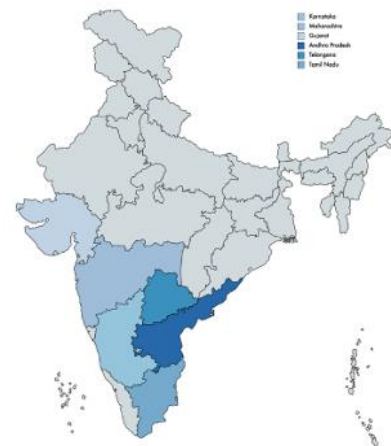 Karnataka
Maharashtra
Gujarat
Andhra Pradesh
Telangana
Tamil Nadu